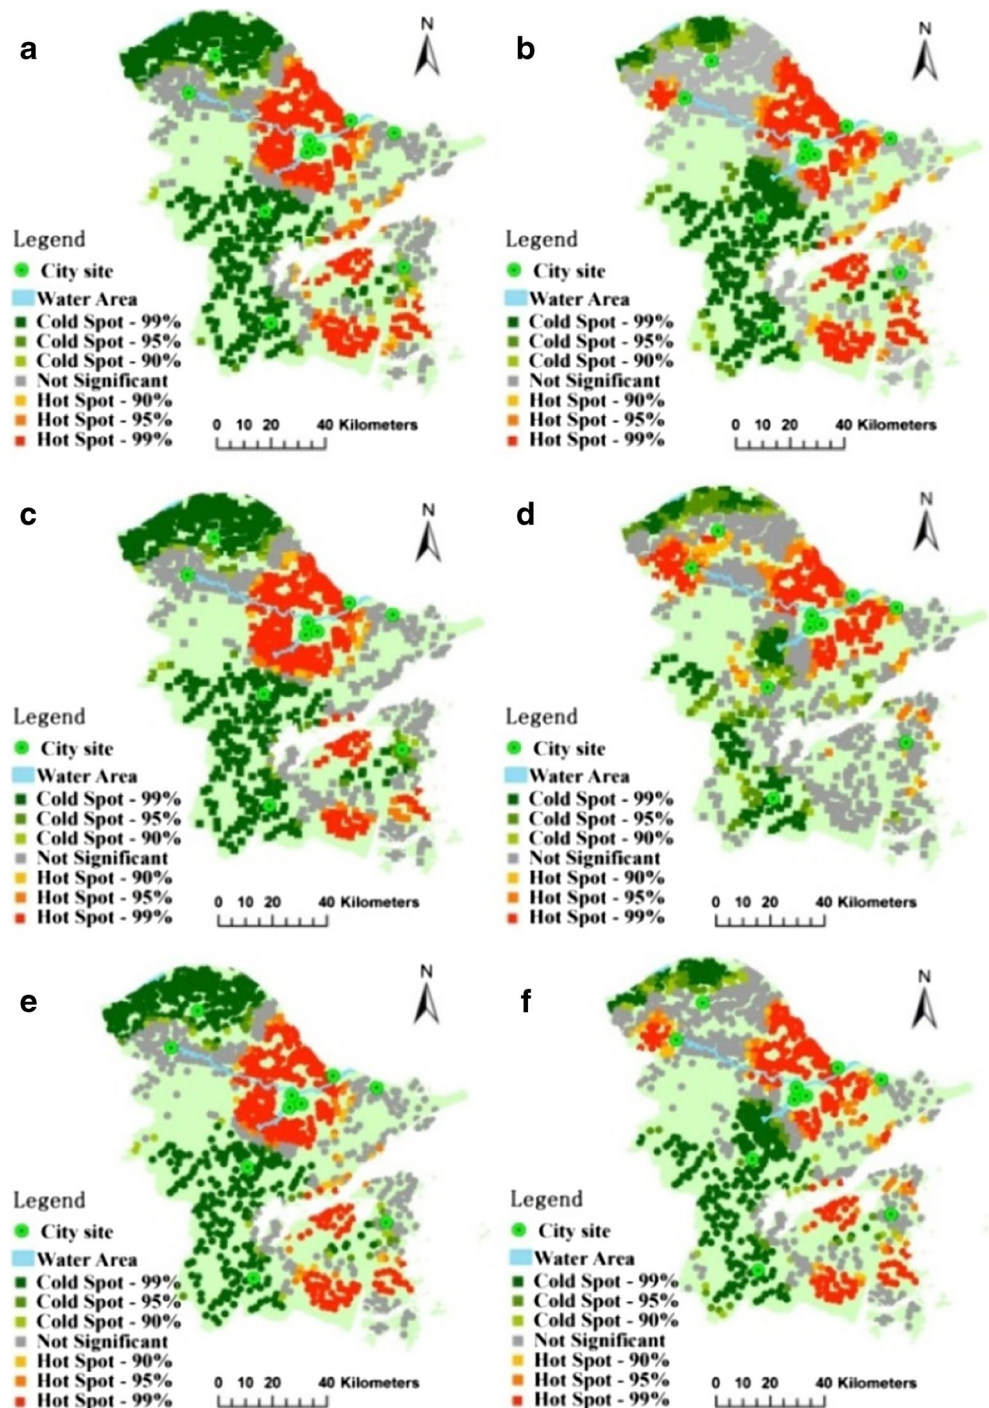 a
N
Legend
City site
Water Area
Cold Spot - 99%
Cold Spot - 95%
Cold Spot - 90%
Not Significant
Hot Spot - 90%
Hot Spot - 95%
Hot Spot - 99%
0 10 20 40 Kilometers
b
N
Legend
City site
Water Area
Cold Spot - 99%
Cold Spot - 95%
Cold Spot - 90%
Not Significant
Hot Spot - 90%
Hot Spot - 95%
Hot Spot - 99%
0 10 20 40 Kilometers
c
N
Legend
City site
Water Area
Cold Spot - 99%
Cold Spot - 95%
Cold Spot - 90%
Not Significant
Hot Spot - 90%
Hot Spot - 95%
Hot Spot - 99%
0 10 20 40 Kilometers
d
N
Legend
City site
Water Area
Cold Spot - 99%
Cold Spot - 95%
Cold Spot - 90%
Not Significant
Hot Spot - 90%
Hot Spot - 95%
Hot Spot - 99%
0 10 20 40 Kilometers
e
N
Legend
City site
Water Area
Cold Spot - 99%
Cold Spot - 95%
Cold Spot - 90%
Not Significant
Hot Spot - 90%
Hot Spot - 95%
Hot Spot - 99%
0 10 20 40 Kilometers
f
N
Legend
City site
Water Area
Cold Spot - 99%
Cold Spot - 95%
Cold Spot - 90%
Not Significant
Hot Spot - 90%
Hot Spot - 95%
Hot Spot - 99%
0 10 20 40 Kilometers